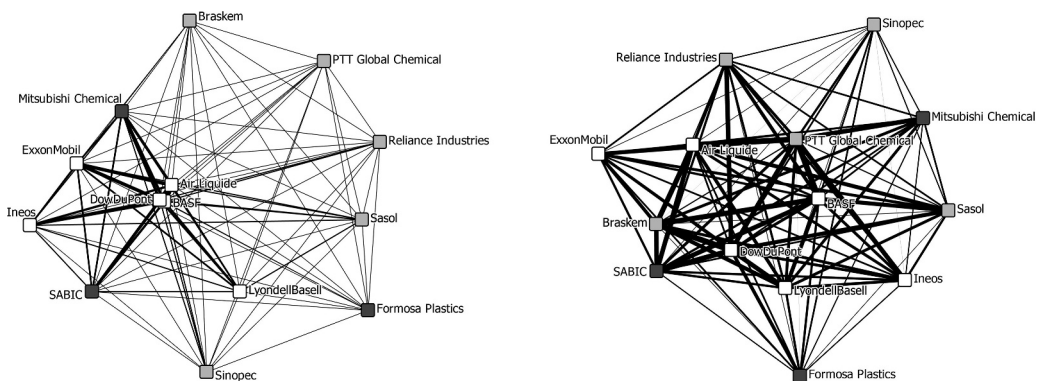 Braskem
PTT Global Chemical
Mitsubishi Chemical
Reliance Industries
ExxonMobil
Air Liquide
DowDuPont
BASF
Ineos
Sasol
SABIC
LyondellBasell
Formosa Plastics
Sinopec
Sinopec
Reliance Industries
Mitsubishi Chemical
ExxonMobil
PTT Global Chemical
Air Liquide
BASF
Sasol
Braskem
DowDuPont
SABIC
Ineos
LyondellBasell
Formosa Plastics